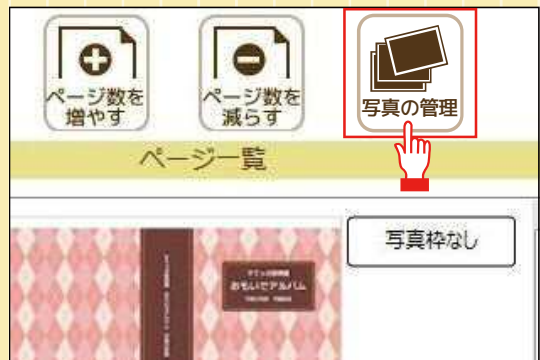 ページ数を
増やす
ページ数を
減らす
写真の管理
ページ一覧
写真枠なし
おもいでアルバム